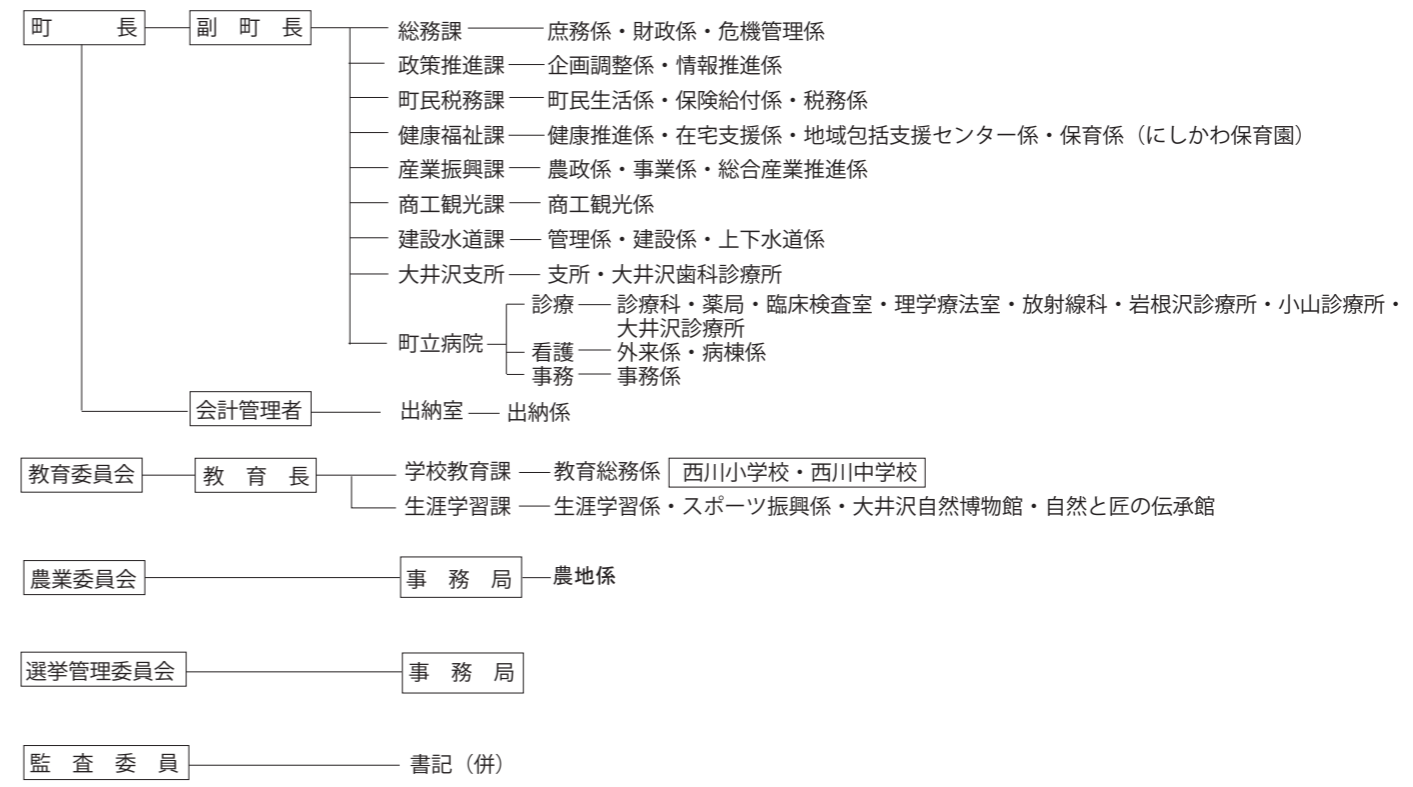 町　　長 副　町　長 総務課 庶務係・財政係・危機管理係
政策推進課 企画調整係・情報推進係
町民税務課 町民生活係・保険給付係・税務係
健康福祉課 健康推進係・在宅支援係・地域包括支援センター係・保育係（にしかわ保育園）
産業振興課 農政係・事業係・総合産業推進係
商工観光課 商工観光係
建設水道課 管理係・建設係・上下水道係
大井沢支所 支所・大井沢歯科診療所
診療 診療科・薬局・臨床検査室・理学療法室・放射線科・岩根沢診療所・小山診療所・
大井沢診療所
町立病院
看護 外来係・病棟係
事務 事務係
会計管理者 出納室 出納係
教育委員会 教　育　長 学校教育課 教育総務係 西川小学校・西川中学校
生涯学習課 生涯学習係・スポーツ振興係・大井沢自然博物館・自然と匠の伝承館
農業委員会 事　務　局 農地係
選挙管理委員会 事　務　局
監　査　委　員 書記（併）